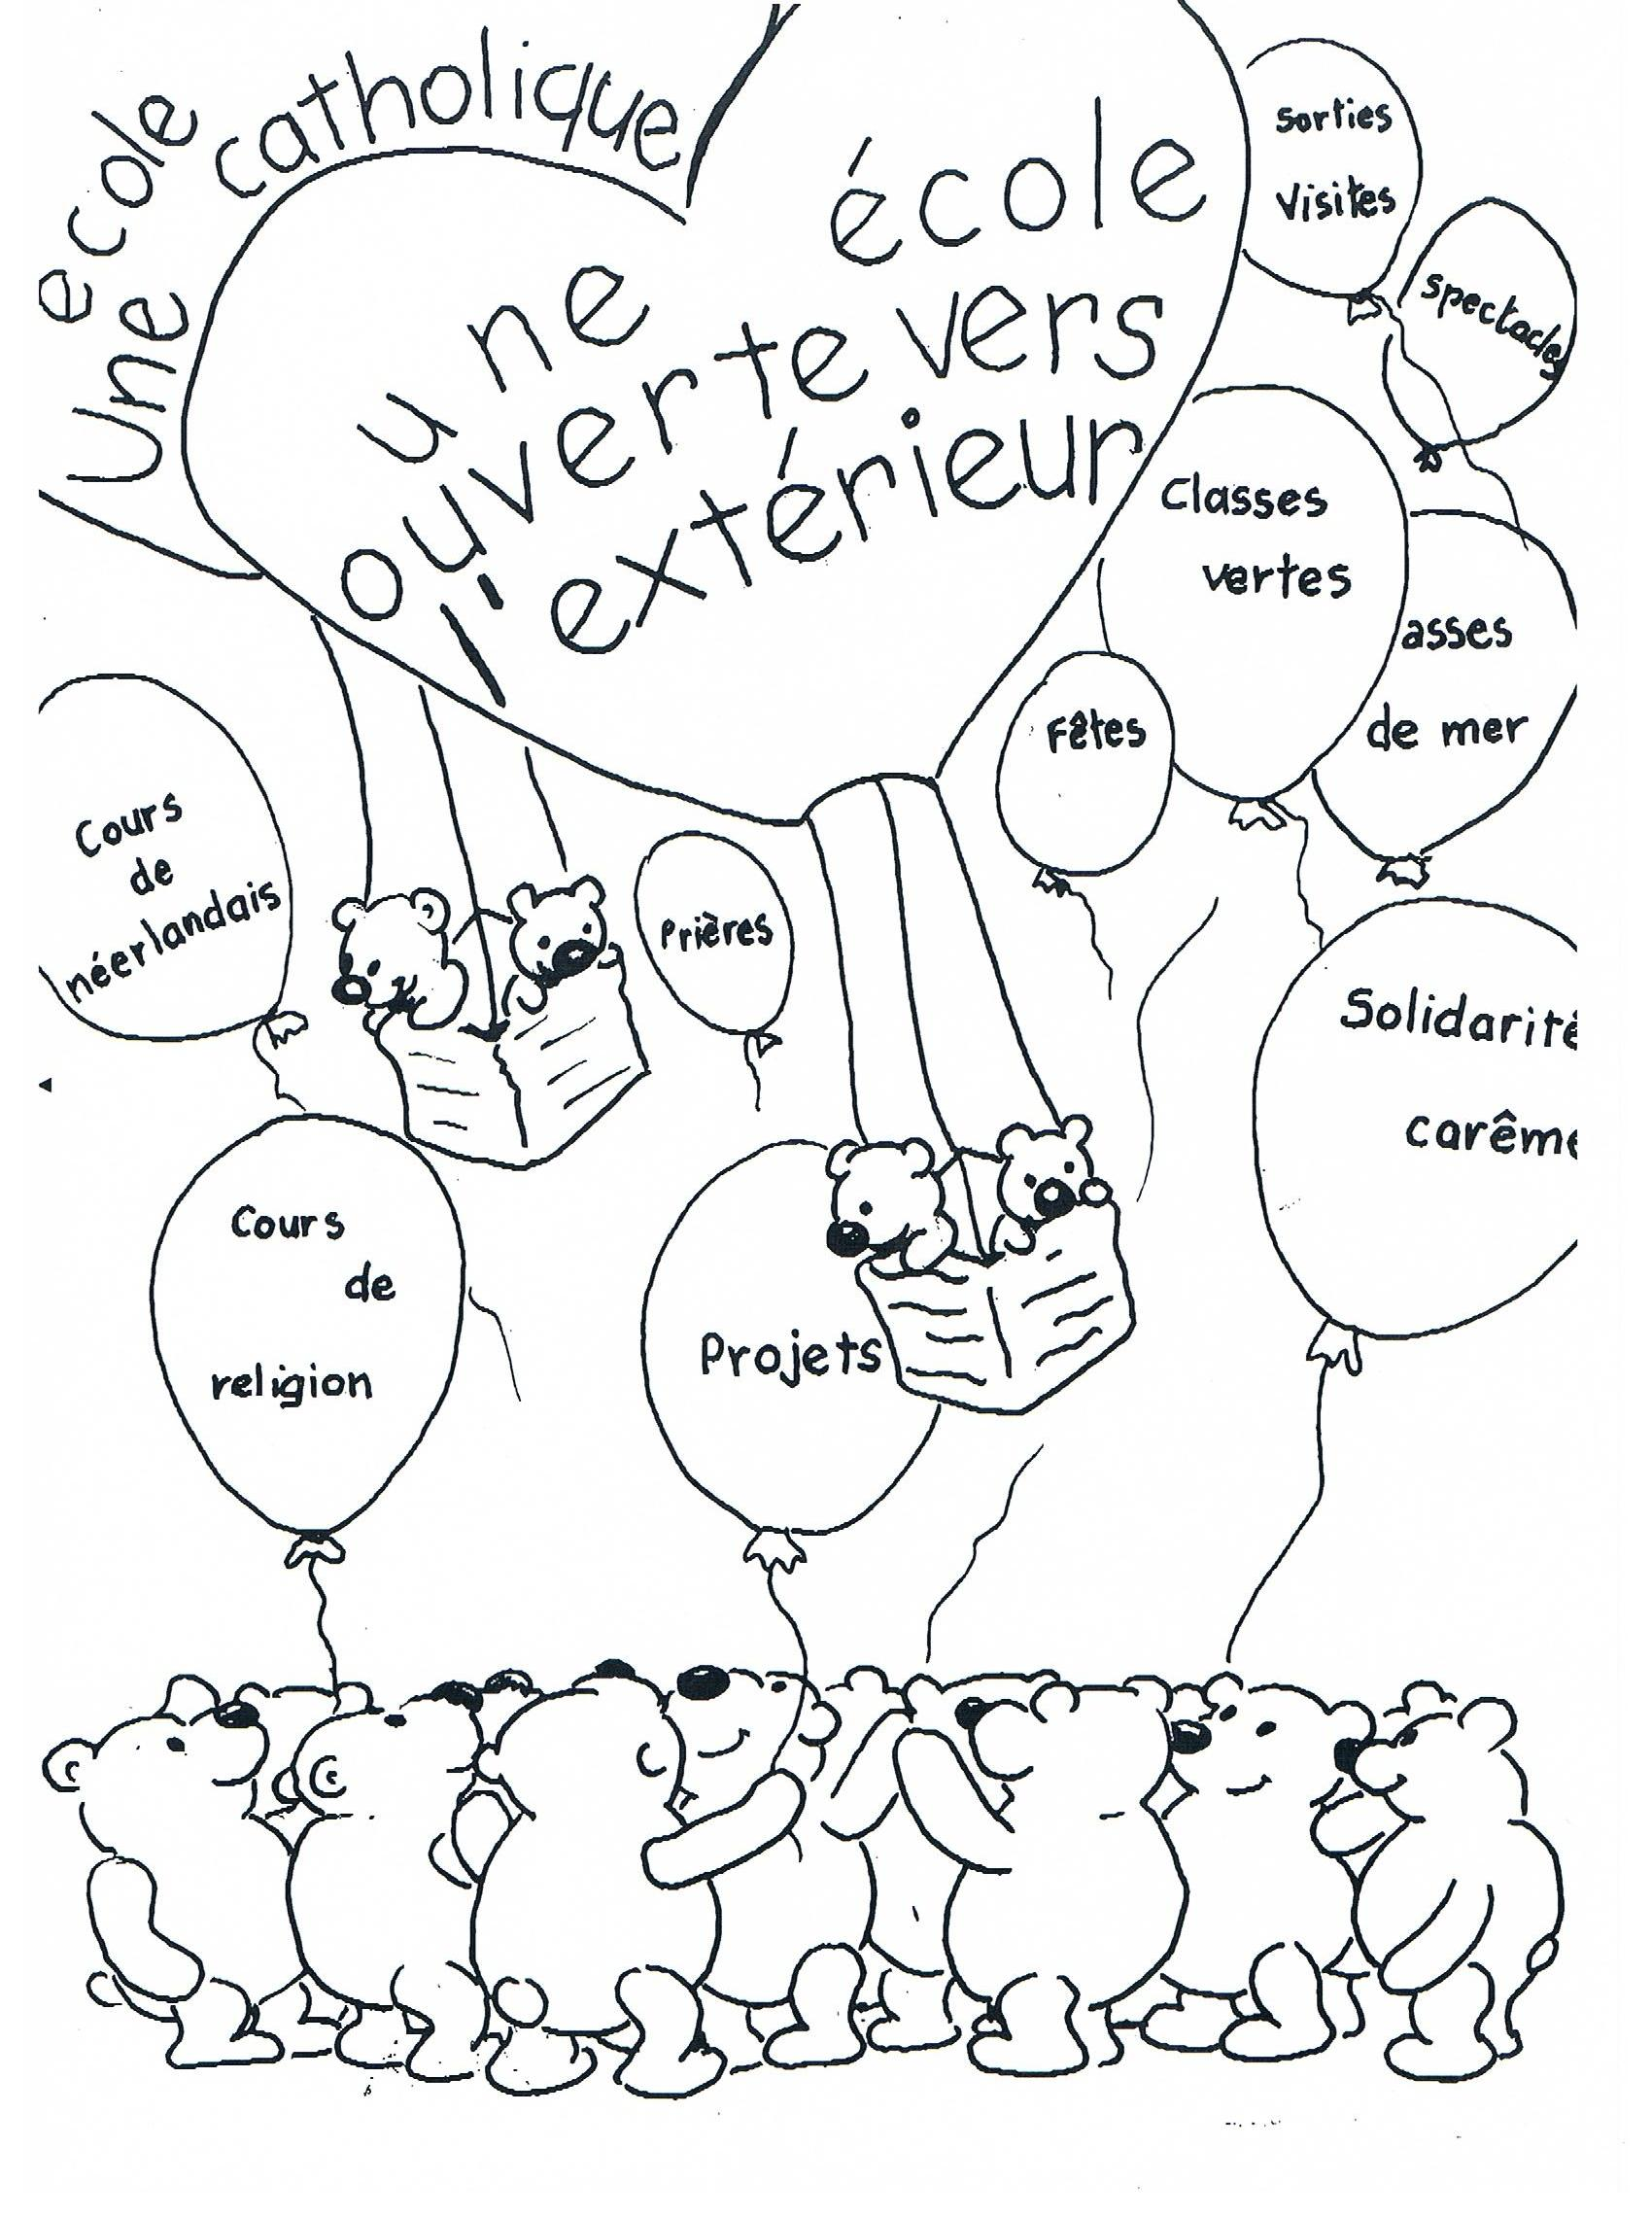 Une école catholique
une école
ouverte vers
l'extérieur
Sorties
Visites
spectacles
Classes
vertes
asses
de mer
Fêtes
Cours
de
néerlandais
Prières
Solidarité
carême
Cours
de
religion
Projets